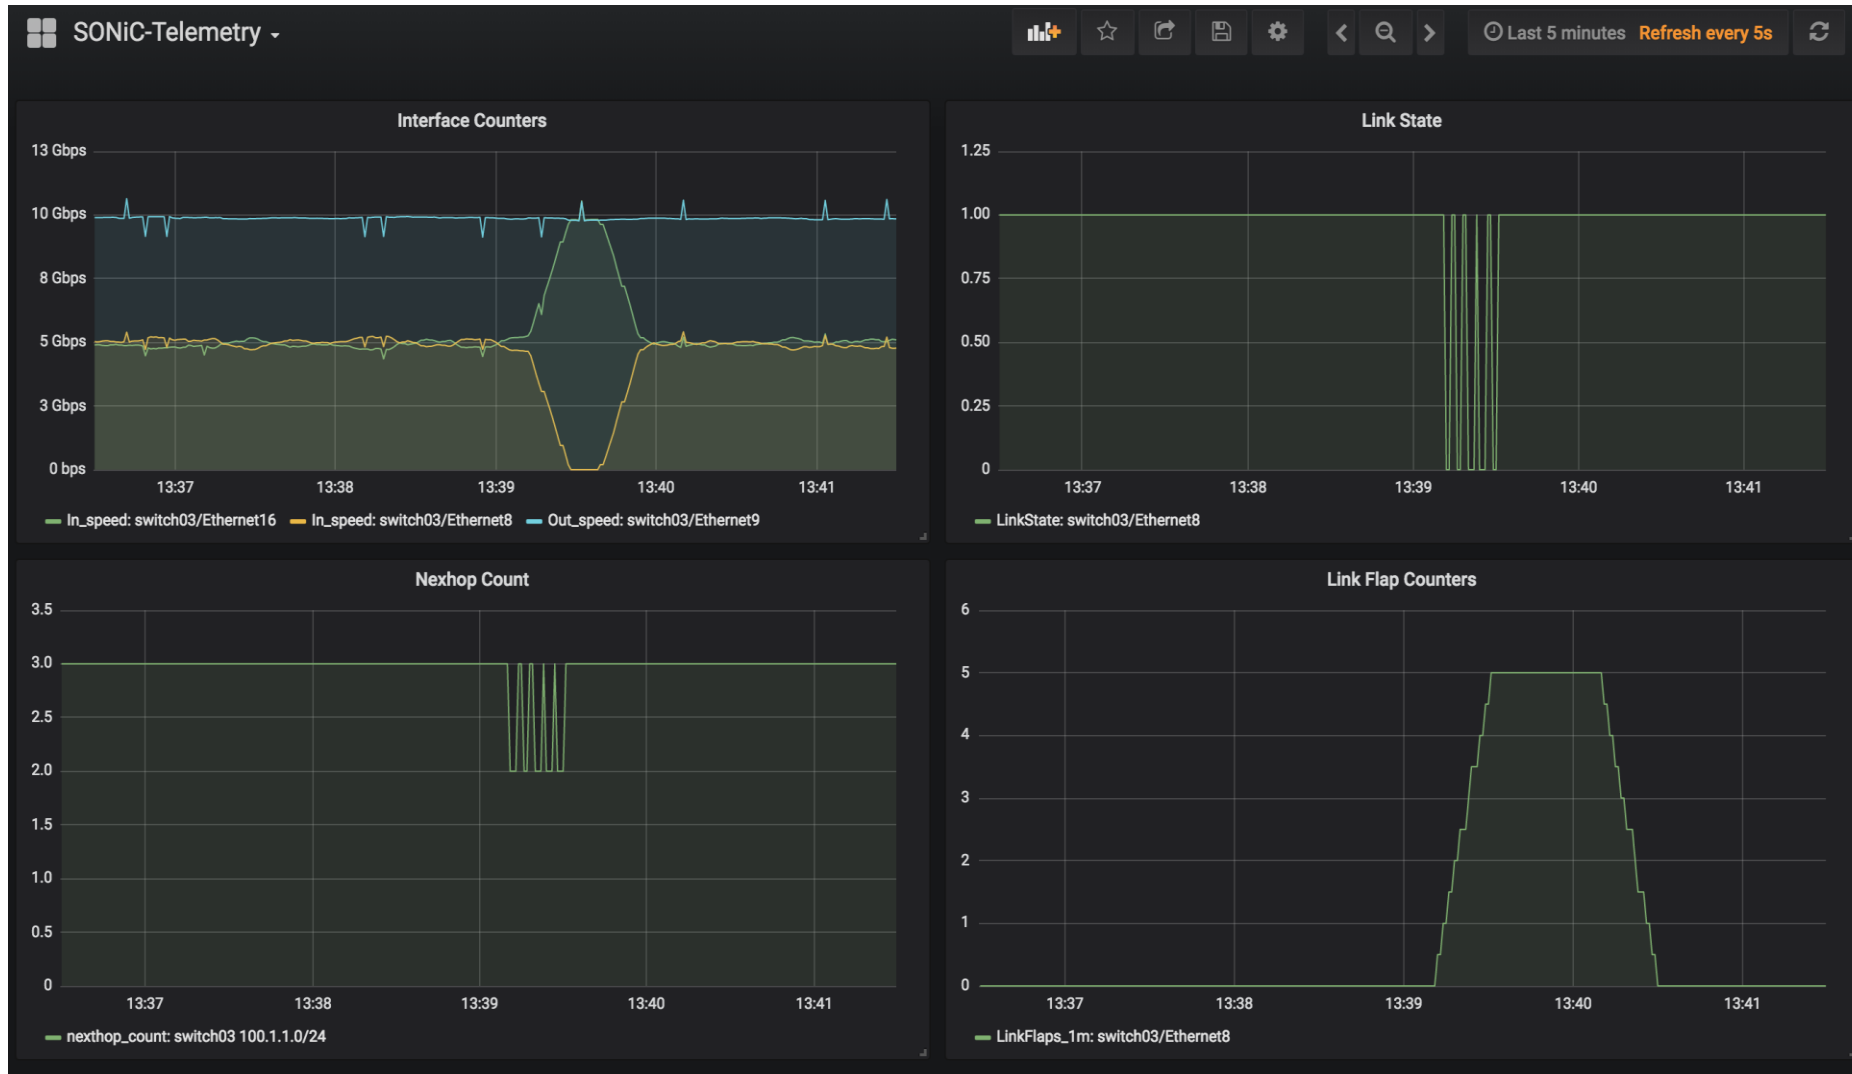 SONiC-Telemetry
Last 5 minutes Refresh every 5s
Interface Counters
13 Gbps
10 Gbps
8 Gbps
5 Gbps
3 Gbps
0 bps
13:37 13:38 13:39 13:40 13:41
In_speed: switch03/Ethernet16 In_speed: switch03/Ethernet8 Out_speed: switch03/Ethernet9
Link State
1.25
1.00
0.75
0.50
0.25
0
13:37 13:38 13:39 13:40 13:41
LinkState: switch03/Ethernet8
Nexhop Count
3.5
3.0
2.5
2.0
1.5
1.0
0.5
0
13:37 13:38 13:39 13:40 13:41
nexthop_count: switch03 100.1.1.0/24
Link Flap Counters
6
5
4
3
2
1
0
13:37 13:38 13:39 13:40 13:41
LinkFlaps_1m: switch03/Ethernet8